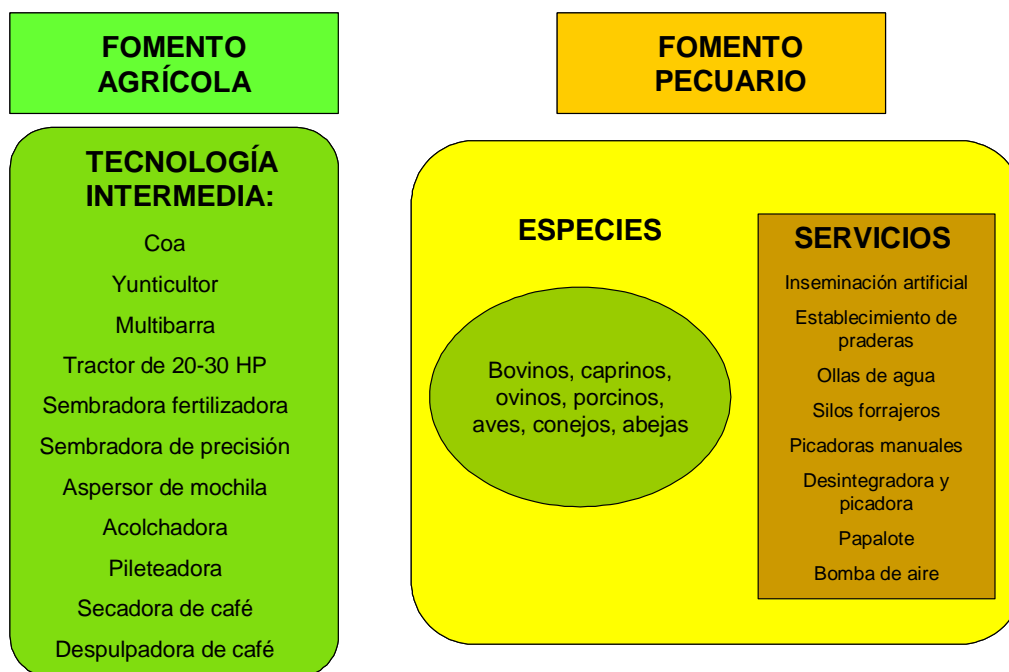 FOMENTO
AGRÍCOLA
TECNOLOGÍA
INTERMEDIA:
Coa
Yunticultor
Multibarra
Tractor de 20-30 HP
Sembradora fertilizadora
Sembradora de precisión
Aspersor de mochila
Acolchadora
Pileteadora
Secadora de café
Despulpadora de café
FOMENTO
PECUARIO
ESPECIES
Bovinos, caprinos,
ovinos, porcinos,
aves, conejos, abejas
SERVICIOS
Inseminación artificial
Establecimiento de
praderas
Ollas de agua
Silos forrajeros
Picadoras manuales
Desintegradora y
picadora
Papalote
Bomba de aire